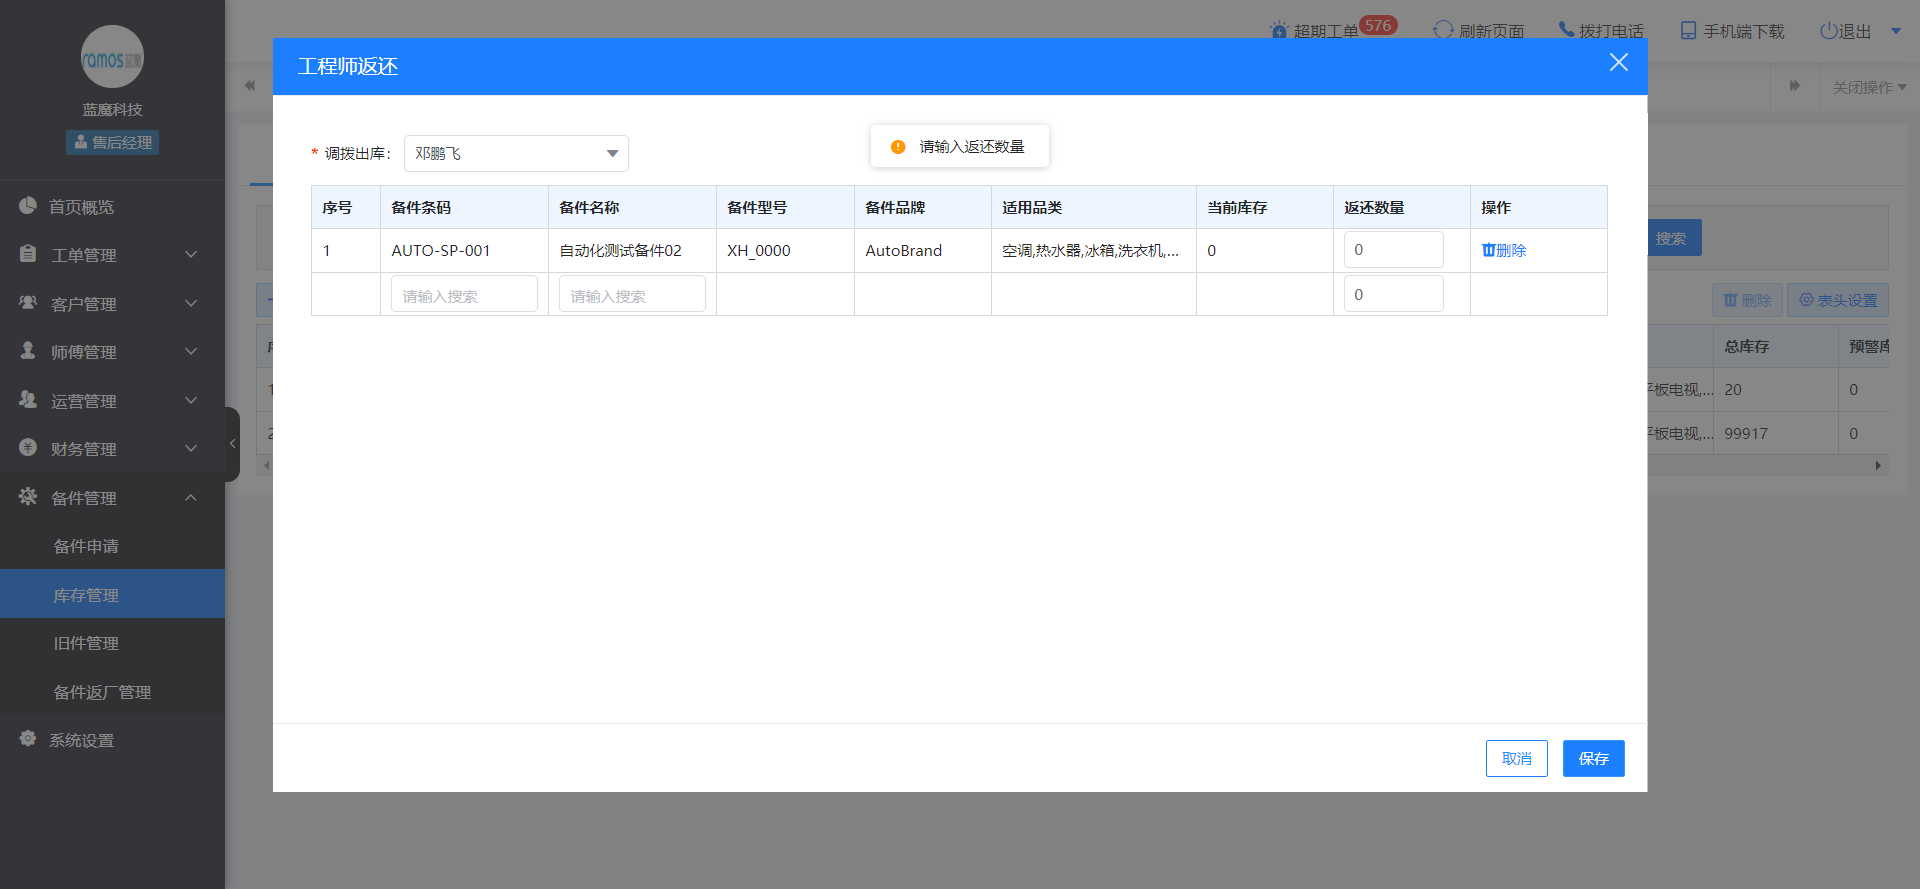 ramos蓝魔
蓝魔科技
售后经理
首页概览
工单管理
客户管理
师傅管理
运营管理
财务管理
备件管理
备件申请
库存管理
旧件管理
备件返厂管理
系统设置
超期工单 576 刷新页面 拨打电话 手机端下载 退出
关闭操作
工程师返还
* 调拨出库： 邓鹏飞
请输入返还数量
序号 备件条码 备件名称 备件型号 备件品牌 适用品类 当前库存 返还数量 操作
1 AUTO-SP-001 自动化测试备件02 XH_0000 AutoBrand 空调,热水器,冰箱,洗衣机,... 0 0 删除
请输入搜索 请输入搜索 0
搜索
删除 表头设置
总库存 预警库
平板电视,... 20 0
平板电视,... 99917 0
取消 保存